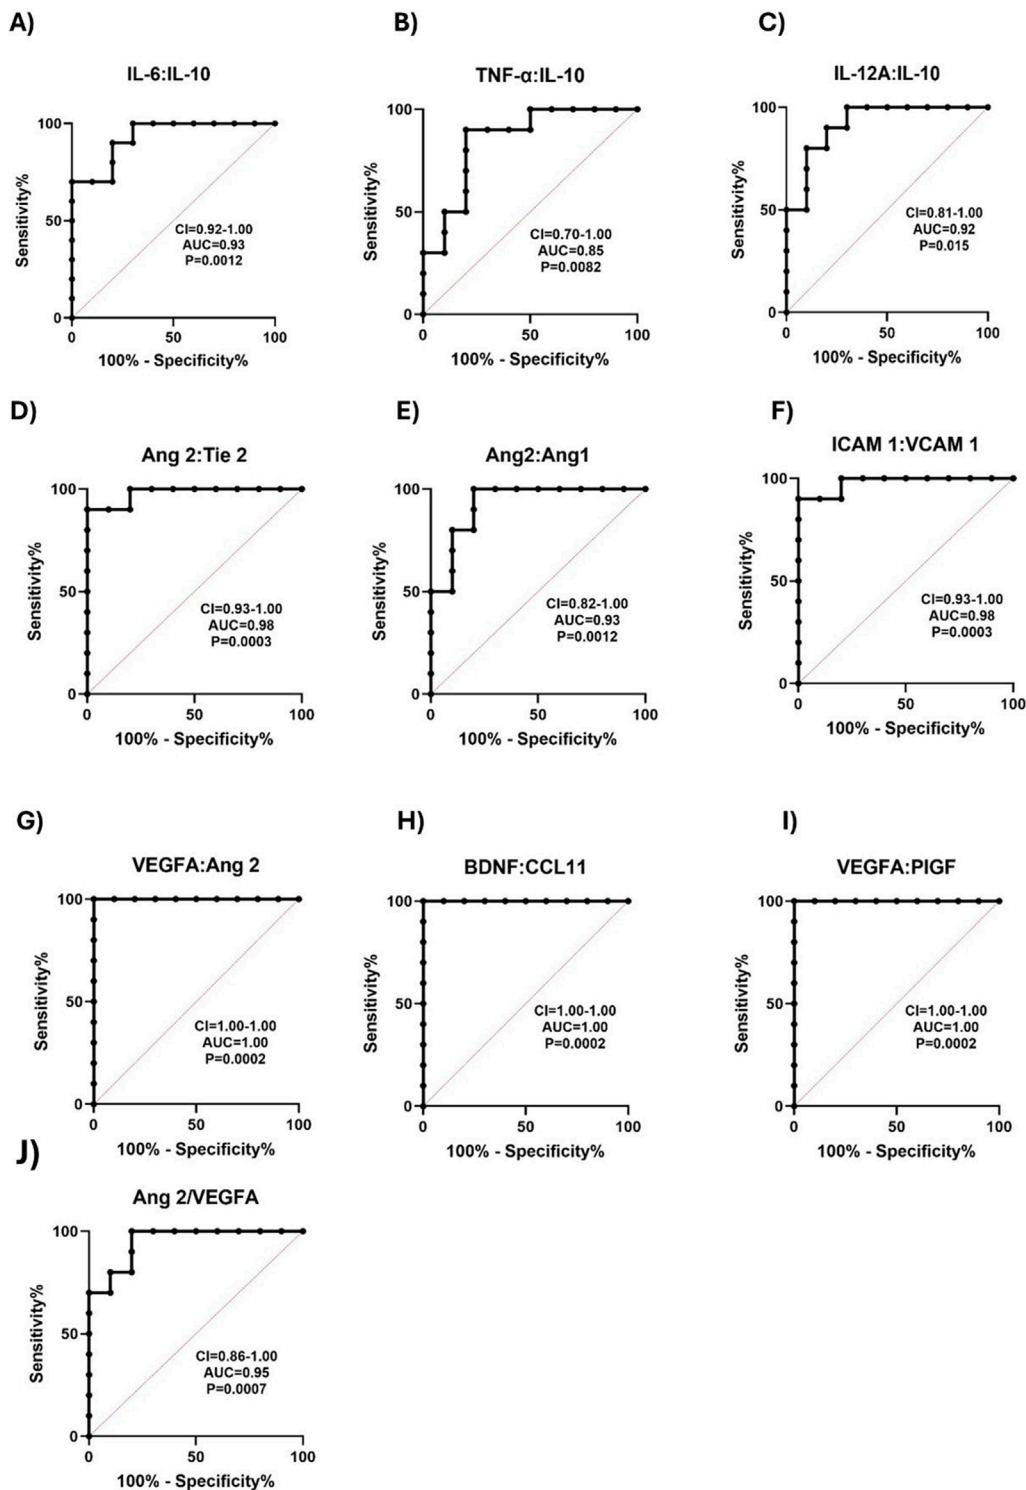 A)
IL-6:IL-10
100
50
0
Sensitivity%
CI=0.92-1.00
AUC=0.93
P=0.0012
0 50 100
100% - Specificity%
B)
TNF-α:IL-10
100
50
0
Sensitivity%
CI=0.70-1.00
AUC=0.85
P=0.0082
0 50 100
100% - Specificity%
C)
IL-12A:IL-10
100
50
0
Sensitivity%
CI=0.81-1.00
AUC=0.92
P=0.015
0 50 100
100% - Specificity%
D)
Ang 2:Tie 2
100
50
0
Sensitivity%
CI=0.93-1.00
AUC=0.98
P=0.0003
0 50 100
100% - Specificity%
E)
Ang2:Ang1
100
50
0
Sensitivity%
CI=0.82-1.00
AUC=0.93
P=0.0012
0 50 100
100% - Specificity%
F)
ICAM 1:VCAM 1
100
50
0
Sensitivity%
CI=0.93-1.00
AUC=0.98
P=0.0003
0 50 100
100% - Specificity%
G)
VEGFA:Ang 2
100
50
0
Sensitivity%
CI=1.00-1.00
AUC=1.00
P=0.0002
0 50 100
100% - Specificity%
H)
BDNF:CCL11
100
50
0
Sensitivity%
CI=1.00-1.00
AUC=1.00
P=0.0002
0 50 100
100% - Specificity%
I)
VEGFA:PIGF
100
50
0
Sensitivity%
CI=1.00-1.00
AUC=1.00
P=0.0002
0 50 100
100% - Specificity%
J)
Ang 2/VEGFA
100
50
0
Sensitivity%
CI=0.86-1.00
AUC=0.95
P=0.0007
0 50 100
100% - Specificity%